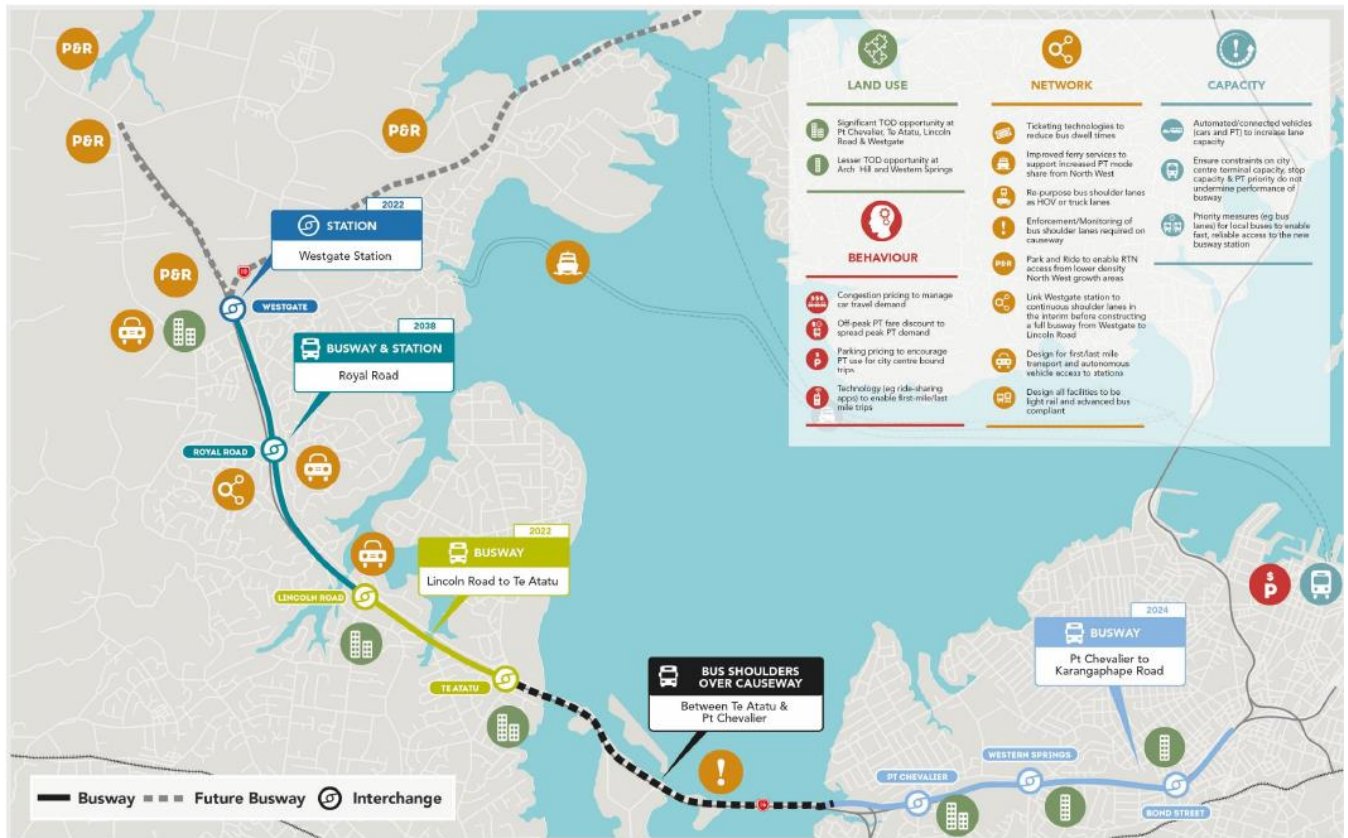 P&R
P&R
P&R
P&R
2022
STATION
Westgate Station
WESTGATE
2038
BUSWAY & STATION
Royal Road
ROYAL ROAD
2022
BUSWAY
Lincoln Road to Te Atatu
LINCOLN ROAD
TE ATATU
BUS SHOULDERS
OVER CAUSEWAY
Between Te Atatu &
Pt Chevalier
2024
BUSWAY
Pt Chevalier to
Karangaphape Road
PT CHEVALIER
WESTERN SPRINGS
BOND STREET
$
P
LAND USE
Significant TOD opportunity at
Pt Chevalier, Te Atatu, Lincoln
Road & Westgate
Lesser TOD opportunity at
Arch Hill and Western Springs
BEHAVIOUR
Congestion pricing to manage
car travel demand
Off-peak PT fare discount to
spread peak PT demand
Parking pricing to encourage
PT use for city centre bound
trips
Technology (eg ride-sharing
apps) to enable first-mile/last
mile trips
NETWORK
Ticketing technologies to
reduce bus dwell times
Improved ferry services to
support increased PT mode
share from North West
Re-purpose bus shoulder lanes
as HOV or truck lanes
Enforcement/Monitoring of
bus shoulder lanes required on
causeway
P&R
Park and Ride to enable RTN
access from lower density
North West growth areas
Link Westgate station to
continuous shoulder lanes in
the interim before constructing
a full busway from Westgate to
Lincoln Road
Design for first/last mile
transport and autonomous
vehicle access to stations
Design all facilities to be
light rail and advanced bus
compliant
CAPACITY
Automated/connected vehicles
(cars and PT) to increase lane
capacity
Ensure constraints on city
centre terminal capacity, stop
capacity & PT priority do not
undermine performance of
busway
Priority measures (eg bus
lanes) for local buses to enable
fast, reliable access to the new
busway station
Busway
Future Busway
Interchange